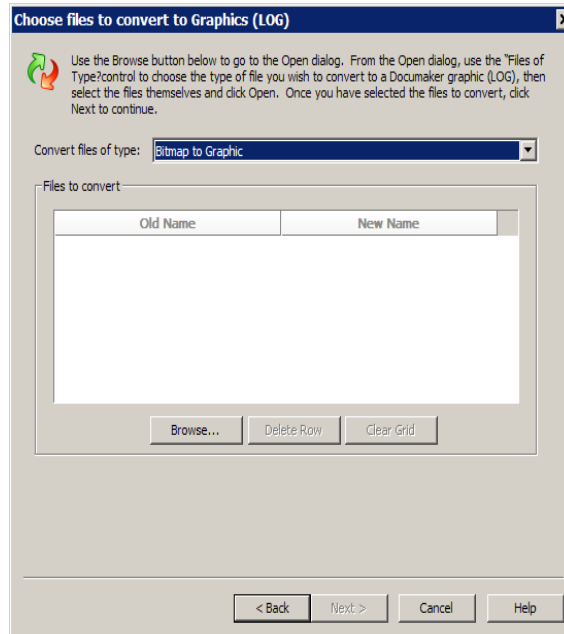 Choose files to convert to Graphics (LOG)
Use the Browse button below to go to the Open dialog. From the Open dialog, use the "Files of
Type?control to choose the type of file you wish to convert to a Documaker graphic (LOG), then
select the files themselves and click Open. Once you have selected the files to convert, click
Next to continue.
Convert files of type: Bitmap to Graphic
Files to convert
Old Name New Name
Browse... Delete Row Clear Grid
< Back Next > Cancel Help